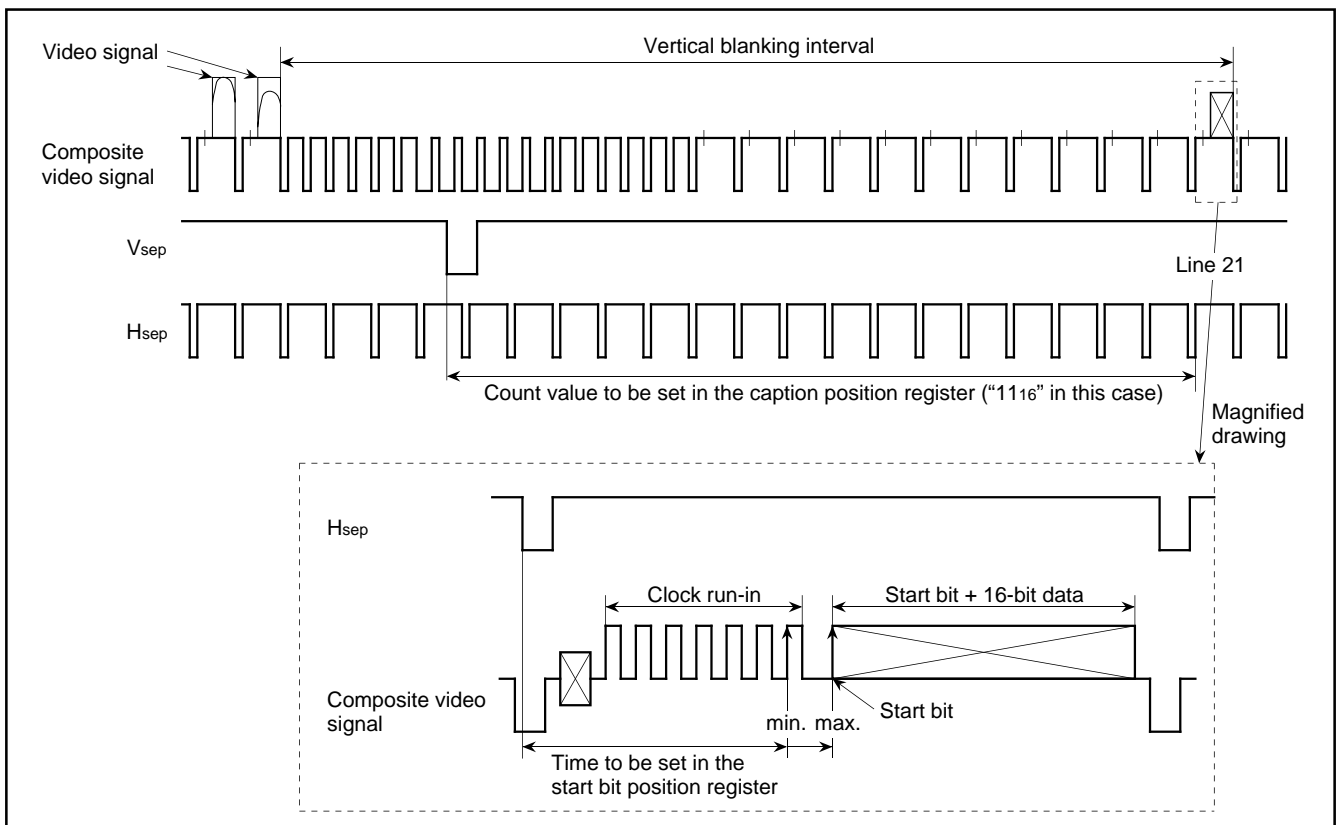 Video signal
Vertical blanking interval
Composite
video signal
Vsep
Line 21
Hsep
Count value to be set in the caption position register (“1116” in this case)
Magnified
drawing
Hsep
Clock run-in
Start bit + 16-bit data
Composite video
signal
min. max.
Start bit
Time to be set in the
start bit position register